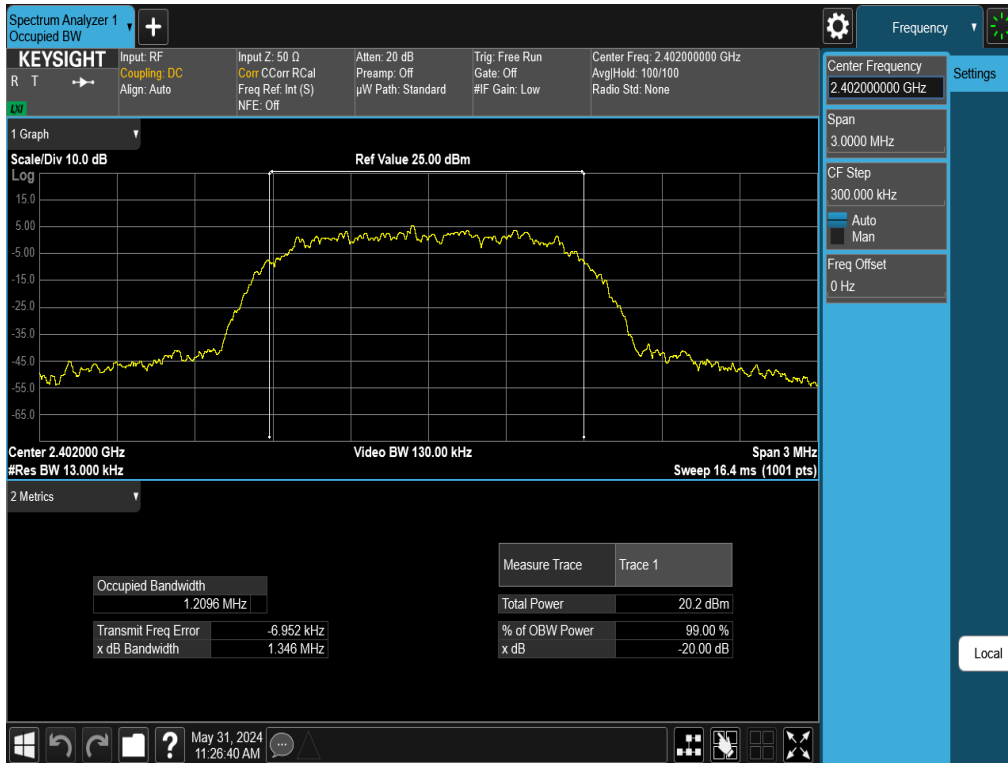 Spectrum Analyzer 1
Occupied BW
Frequency
KEYSIGHT
R T
LXI
Input: RF
Coupling: DC
Align: Auto
Input Z: 50 Ω
Corr CCorr RCal
Freq Ref: Int (S)
NFE: Off
Atten: 20 dB
Preamp: Off
µW Path: Standard
Trig: Free Run
Gate: Off
#IF Gain: Low
Center Freq: 2.402000000 GHz
Avg|Hold: 100/100
Radio Std: None
Center Frequency
2.402000000 GHz
Settings
Span
3.0000 MHz
CF Step
300.000 kHz
Auto
Man
Freq Offset
0 Hz
Local
1 Graph
Scale/Div 10.0 dB
Ref Value 25.00 dBm
Log
15.0
5.00
-5.00
-15.0
-25.0
-35.0
-45.0
-55.0
-65.0
Center 2.402000 GHz
Video BW 130.00 kHz
Span 3 MHz
#Res BW 13.000 kHz
Sweep 16.4 ms (1001 pts)
2 Metrics
Measure Trace Trace 1
Occupied Bandwidth
1.2096 MHz
Total Power 20.2 dBm
Transmit Freq Error -6.952 kHz
% of OBW Power 99.00 %
x dB Bandwidth 1.346 MHz
x dB -20.00 dB
?
May 31, 2024
11:26:40 AM